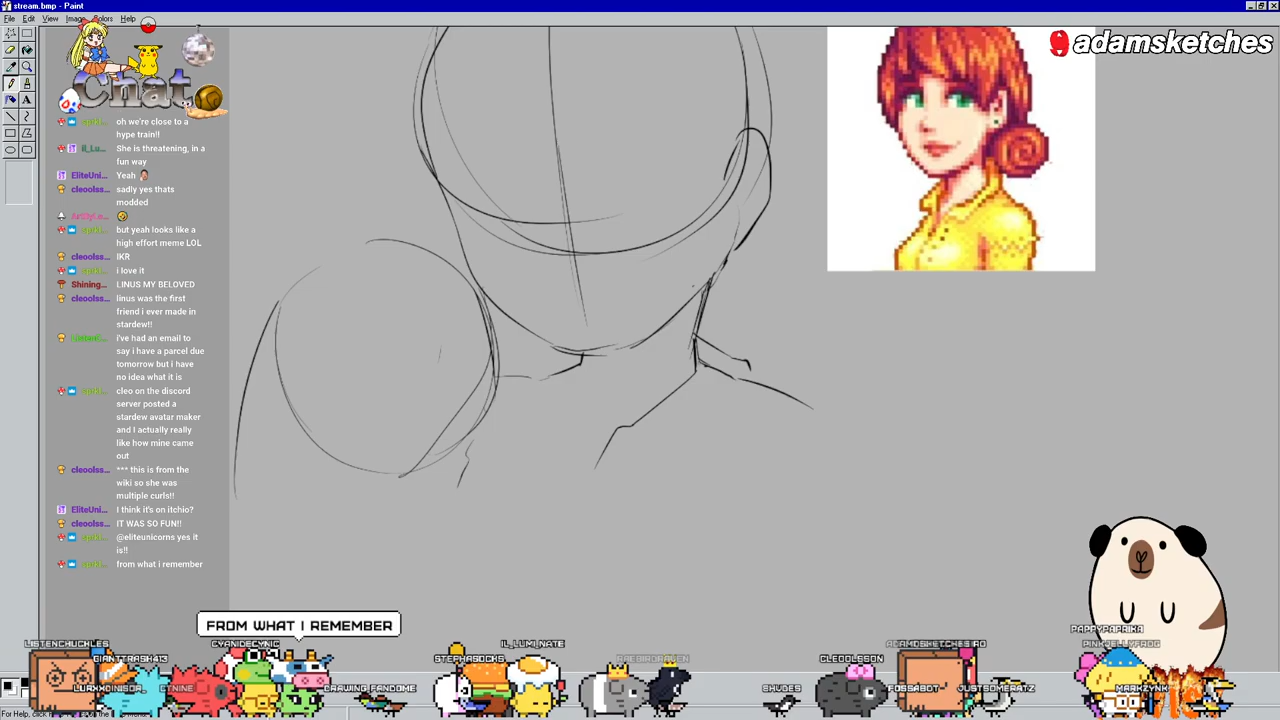 stream.bmp - Paint
File Edit View Image Colors Help
adamsketches
Chat
oh we're close to a
hype train!!
She is threatening, in a
fun way
EliteUni... Yeah
cleoolss... sadly yes thats
modded
but yeah looks like a
high effort meme LOL
cleoolss... IKR
i love it
Shining... LINUS MY BELOVED
cleoolss... linus was the first
friend i ever made in
stardew!!
i've had an email to
say i have a parcel due
tomorrow but i have
no idea what it is
cleo on the discord
server posted a
stardew avatar maker
and I actually really
like how mine came
out
cleoolss... *** this is from the
wiki so she was
multiple curls!!
EliteUni... I think it's on itchio?
cleoolss... IT WAS SO FUN!!
@eliteunicorns yes it
is!!
from what i remember
FROM WHAT I REMEMBER
LISTENCHUCKLES
CYANIDECYNIC
IL_LUMI_NATE
PAPPYPAPRIKA
GIANTTRASH413
STEPHASOCKS
RAEBIRDRAVEN
CLEOOLSSON
PINKWELLYFROG
CTNINE
CRAWING_FANDOME
SHUBES
FOSSABOT
JUSTSOMERATZ
MARKZYNK